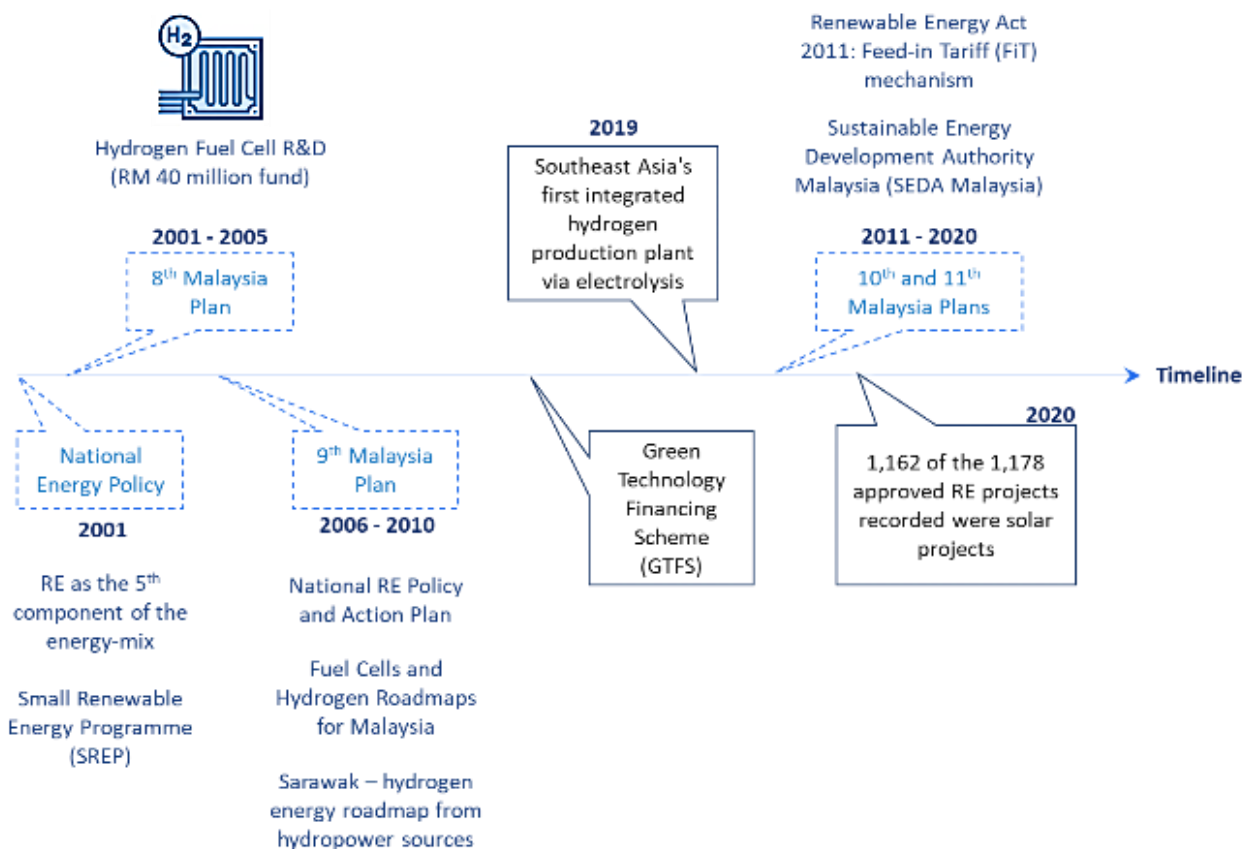 H2
Hydrogen Fuel Cell R&D
(RM 40 million fund)
2001 - 2005
8th Malaysia
Plan
2019
Southeast Asia's
first integrated
hydrogen
production plant
via electrolysis
Renewable Energy Act
2011: Feed-in Tariff (FiT)
mechanism
Sustainable Energy
Development Authority
Malaysia (SEDA Malaysia)
2011 - 2020
10th and 11th
Malaysia Plans
Timeline
National
Energy Policy
2001
RE as the 5th
component of the
energy-mix
Small Renewable
Energy Programme
(SREP)
9th Malaysia
Plan
2006 - 2010
National RE Policy
and Action Plan
Fuel Cells and
Hydrogen Roadmaps
for Malaysia
Sarawak – hydrogen
energy roadmap from
hydropower sources
Green
Technology
Financing
Scheme
(GTFS)
2020
1,162 of the 1,178
approved RE projects
recorded were solar
projects